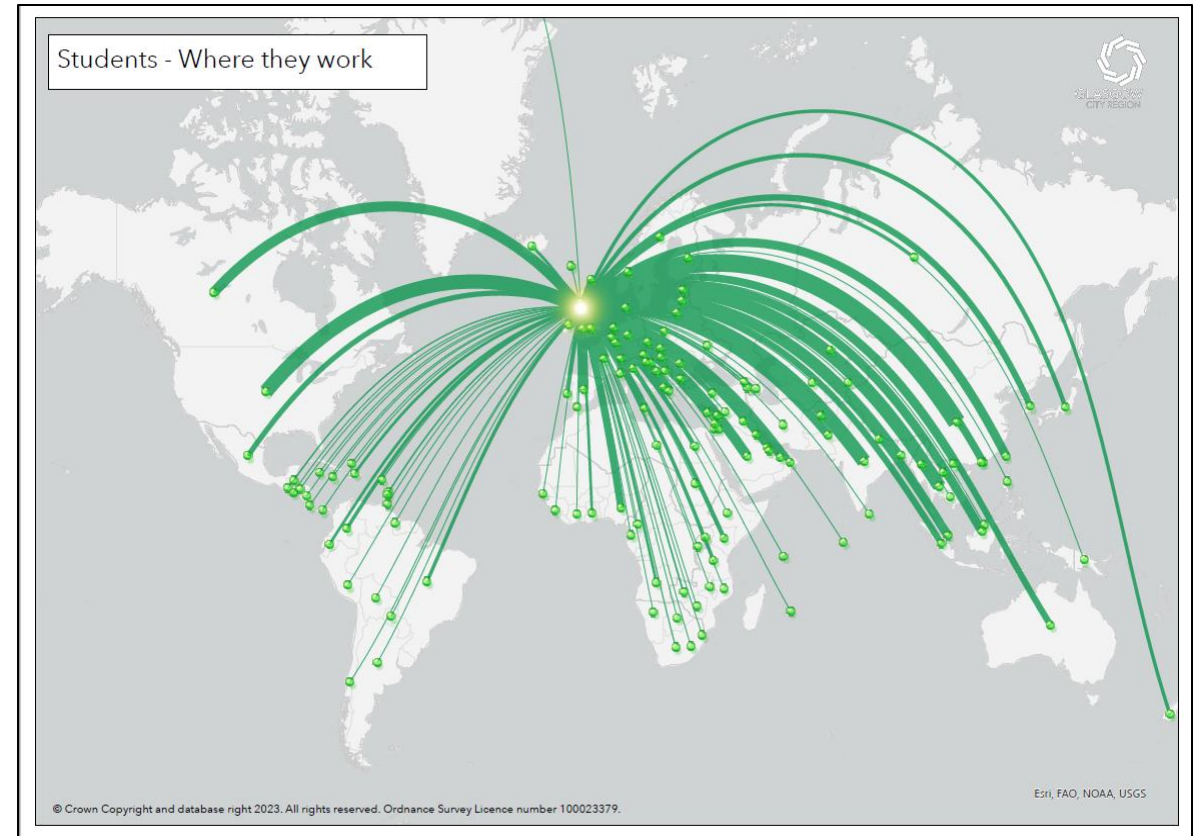 Students - Where they work
GLASGOW
CITY REGION
Esri, FAO, NOAA, USGS
© Crown Copyright and database right 2023. All rights reserved. Ordnance Survey Licence number 100023379.